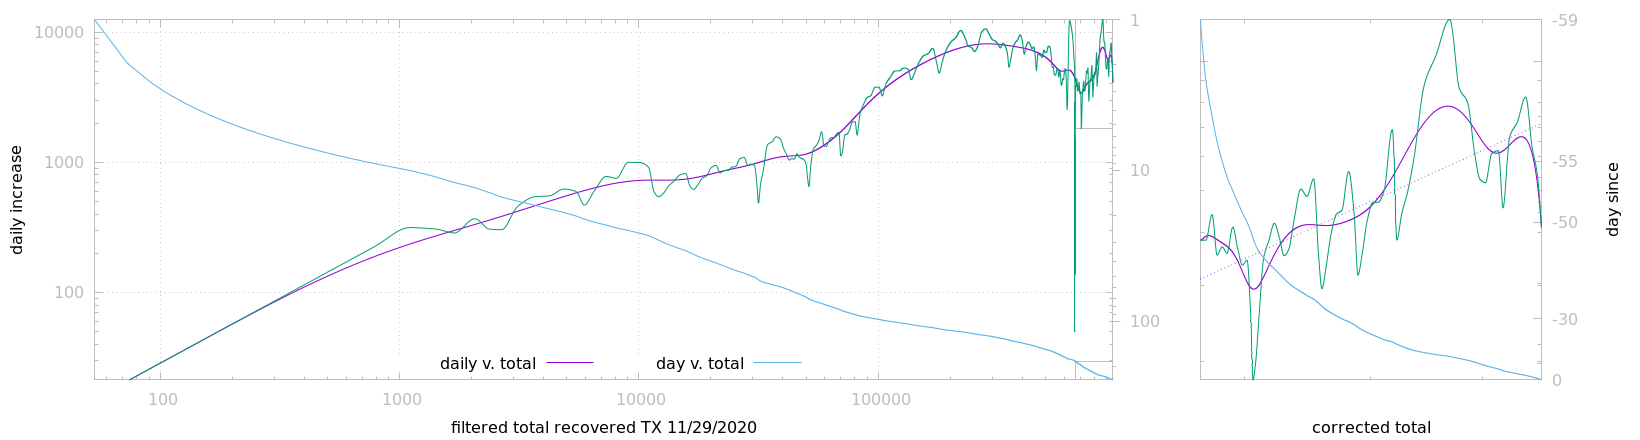 10000
1000
100
daily increase
100
1000
10000
100000
filtered total recovered TX 11/29/2020
daily v. total
day v. total
1
10
100
corrected total
-59
-55
-50
-30
0
day since